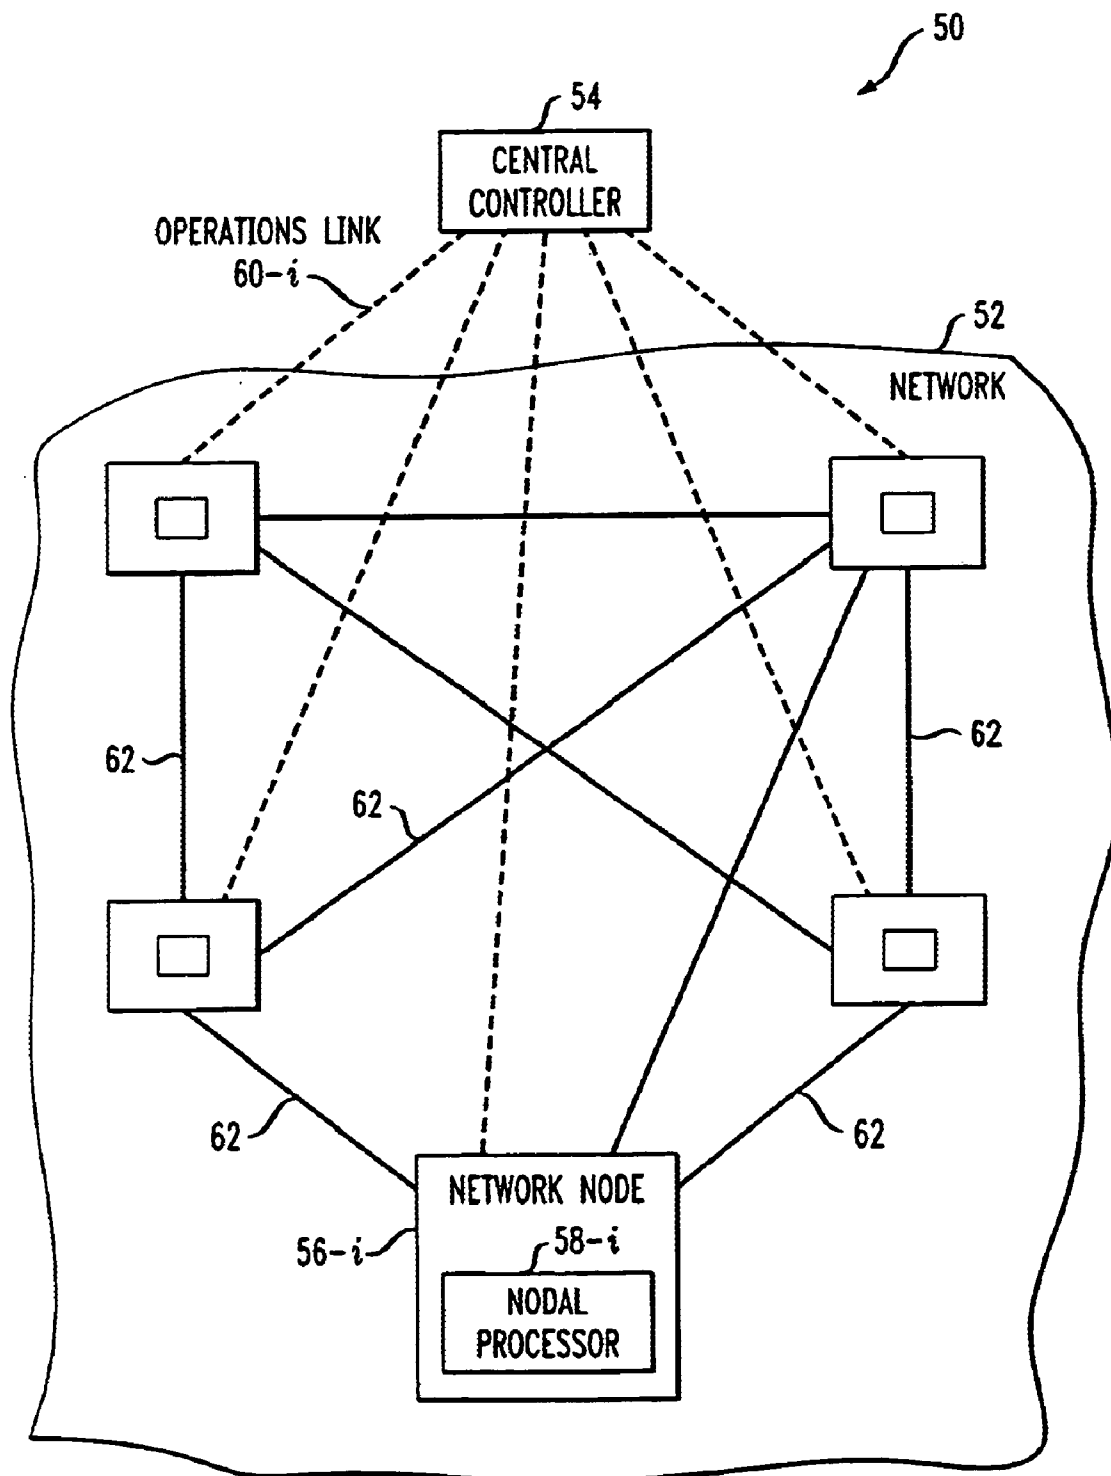 50
54
CENTRAL
CONTROLLER
OPERATIONS LINK
60-i
52
NETWORK
62
62
62
62
62
NETWORK NODE
56-i
58-i
NODAL
PROCESSOR